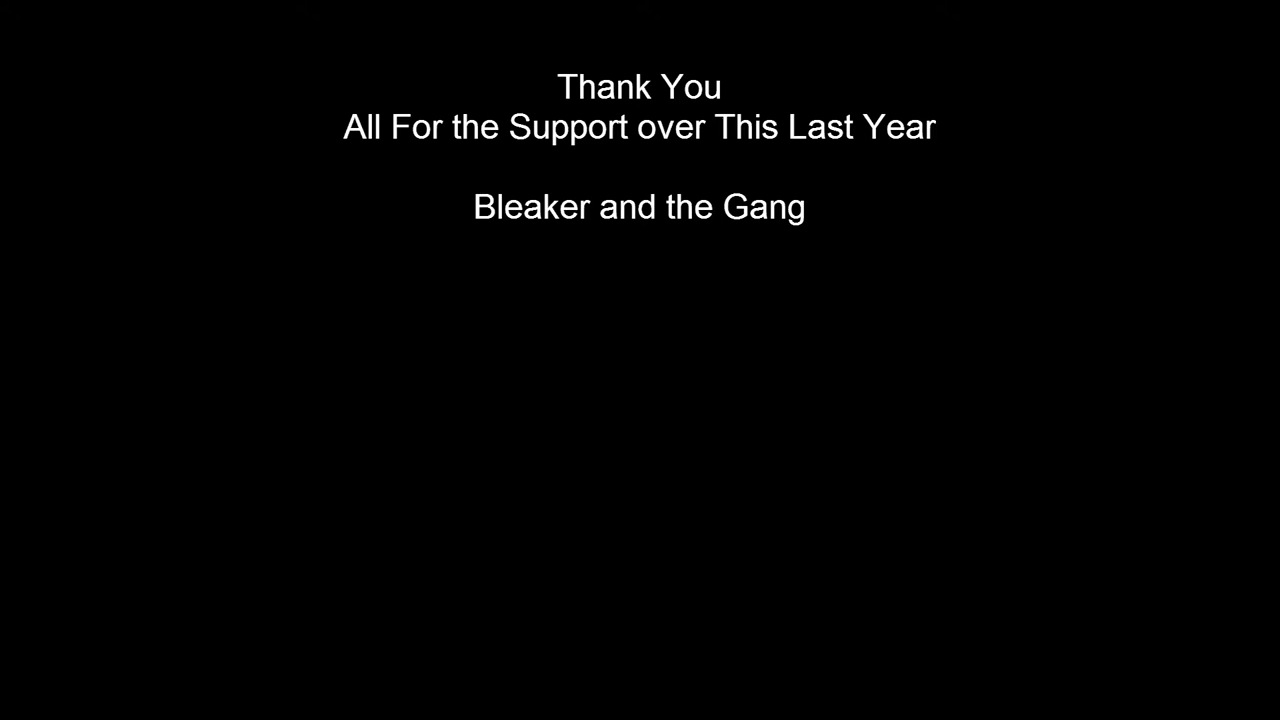 Thank You
All For the Support over This Last Year
Bleaker and the Gang